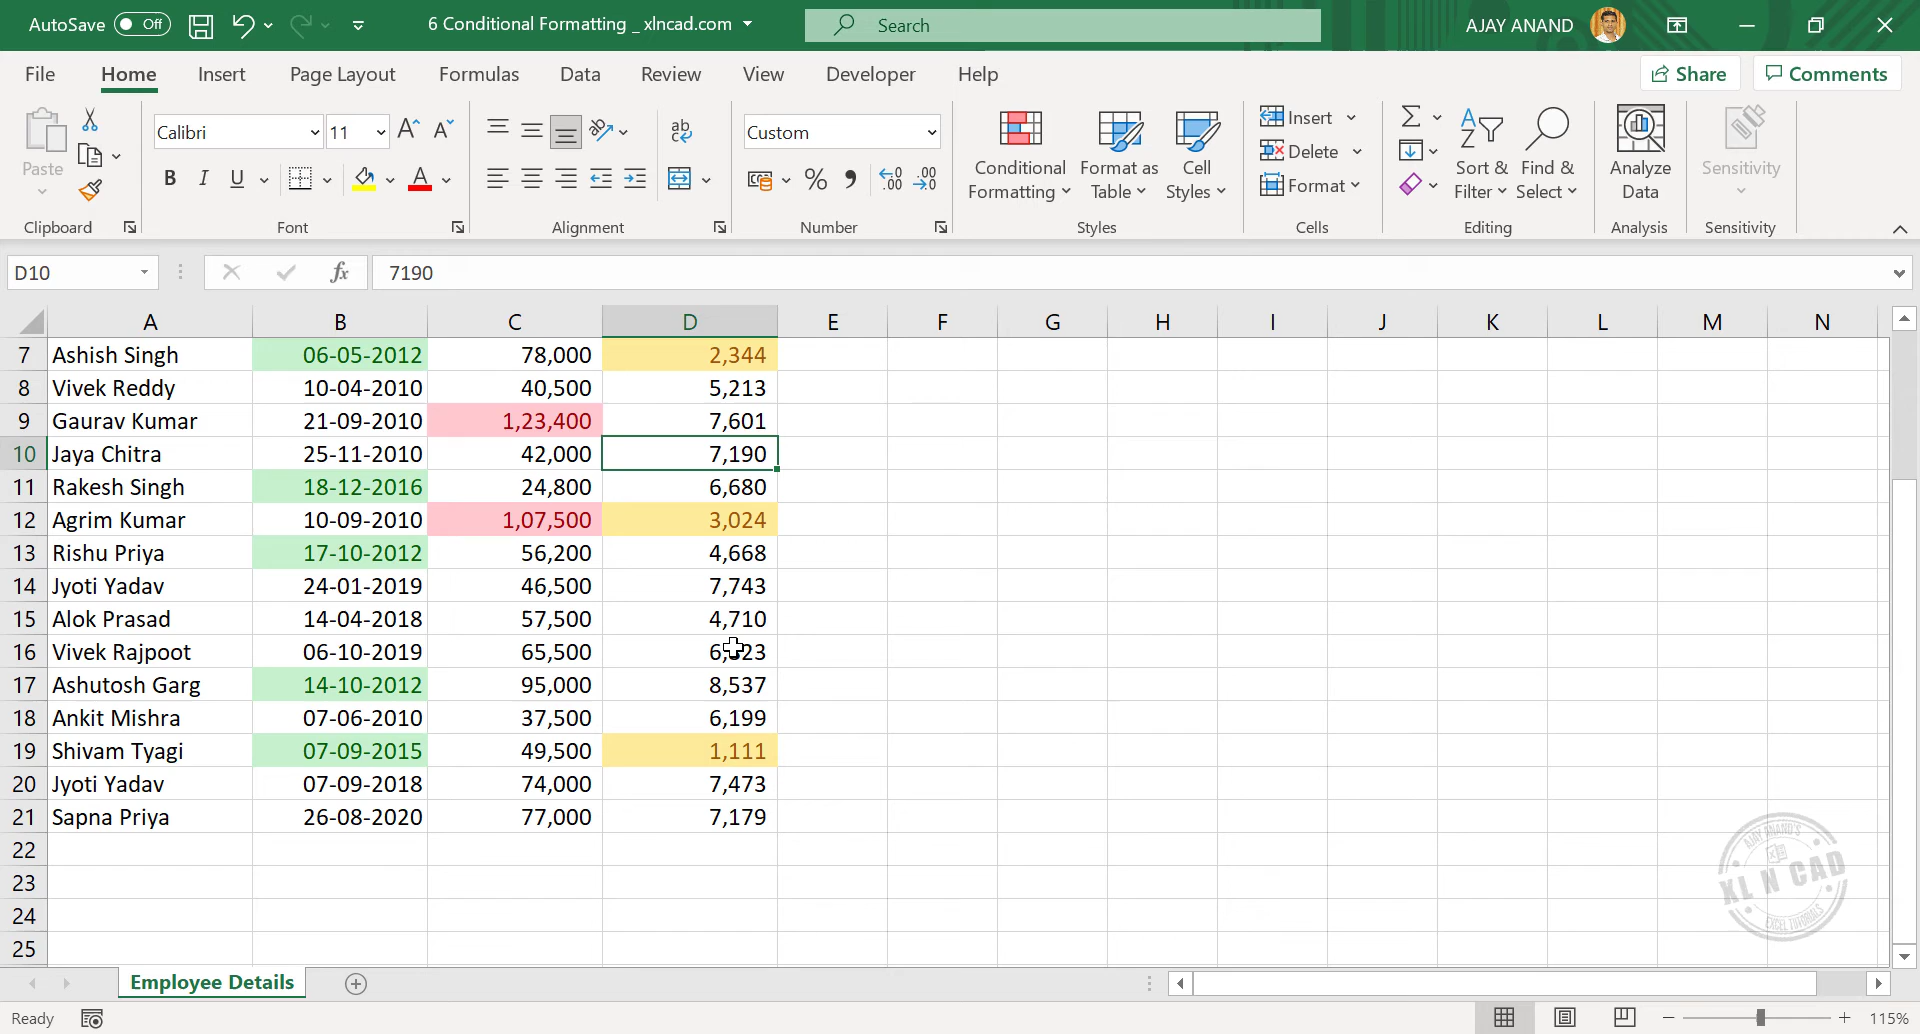 AutoSave Off 6 Conditional Formatting _ xlncad.com Search AJAY ANAND
File Home Insert Page Layout Formulas Data Review View Developer Help Share Comments
Paste
Clipboard
Calibri 11
B I U A
Font
ab
Alignment
Custom
%
Number
Conditional Formatting
Format as Table
Cell Styles
Styles
Insert
Delete
Format
Cells
Sort & Filter
Find & Select
Editing
Analyze Data
Analysis
Sensitivity
Sensitivity
D10 fx 7190
A B C D E F G H I J K L M N
7 Ashish Singh 06-05-2012 78,000 2,344
8 Vivek Reddy 10-04-2010 40,500 5,213
9 Gaurav Kumar 21-09-2010 1,23,400 7,601
10 Jaya Chitra 25-11-2010 42,000 7,190
11 Rakesh Singh 18-12-2016 24,800 6,680
12 Agrim Kumar 10-09-2010 1,07,500 3,024
13 Rishu Priya 17-10-2012 56,200 4,668
14 Jyoti Yadav 24-01-2019 46,500 7,743
15 Alok Prasad 14-04-2018 57,500 4,710
16 Vivek Rajpoot 06-10-2019 65,500
17 Ashutosh Garg 14-10-2012 95,000 8,537
18 Ankit Mishra 07-06-2010 37,500 6,199
19 Shivam Tyagi 07-09-2015 49,500 1,111
20 Jyoti Yadav 07-09-2018 74,000 7,473
21 Sapna Priya 26-08-2020 77,000 7,179
22
23
24
25
AJAY ANAND'S
XL N CAD
EXCEL TUTORIALS
Employee Details
Ready 115%